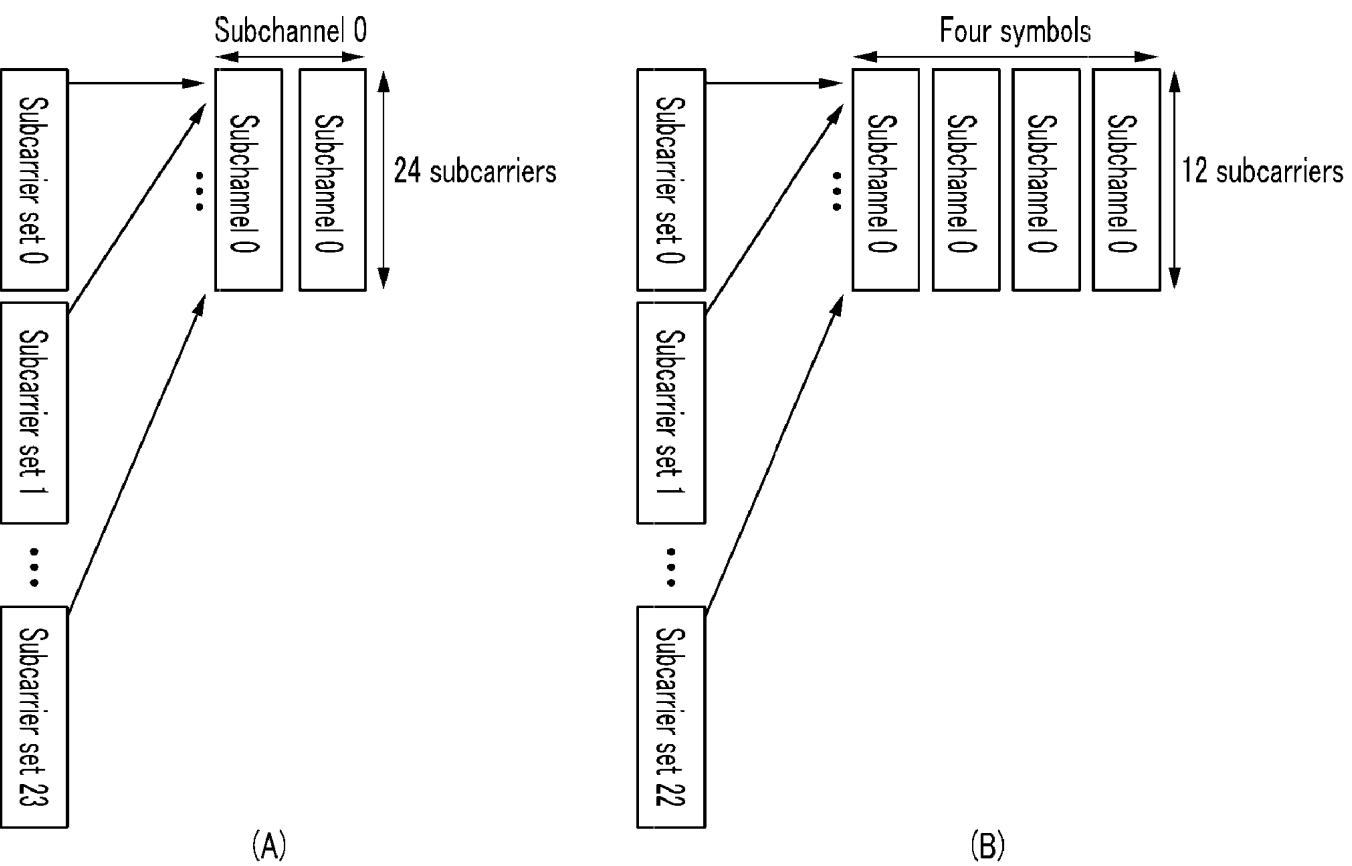 Subchannel 0
Subcarrier set 0
Subcarrier set 1
Subcarrier set 23
Subchannel 0
Subchannel 0
24 subcarriers
(A)
Four symbols
Subcarrier set 0
Subcarrier set 1
Subcarrier set 22
Subchannel 0
Subchannel 0
Subchannel 0
Subchannel 0
12 subcarriers
(B)